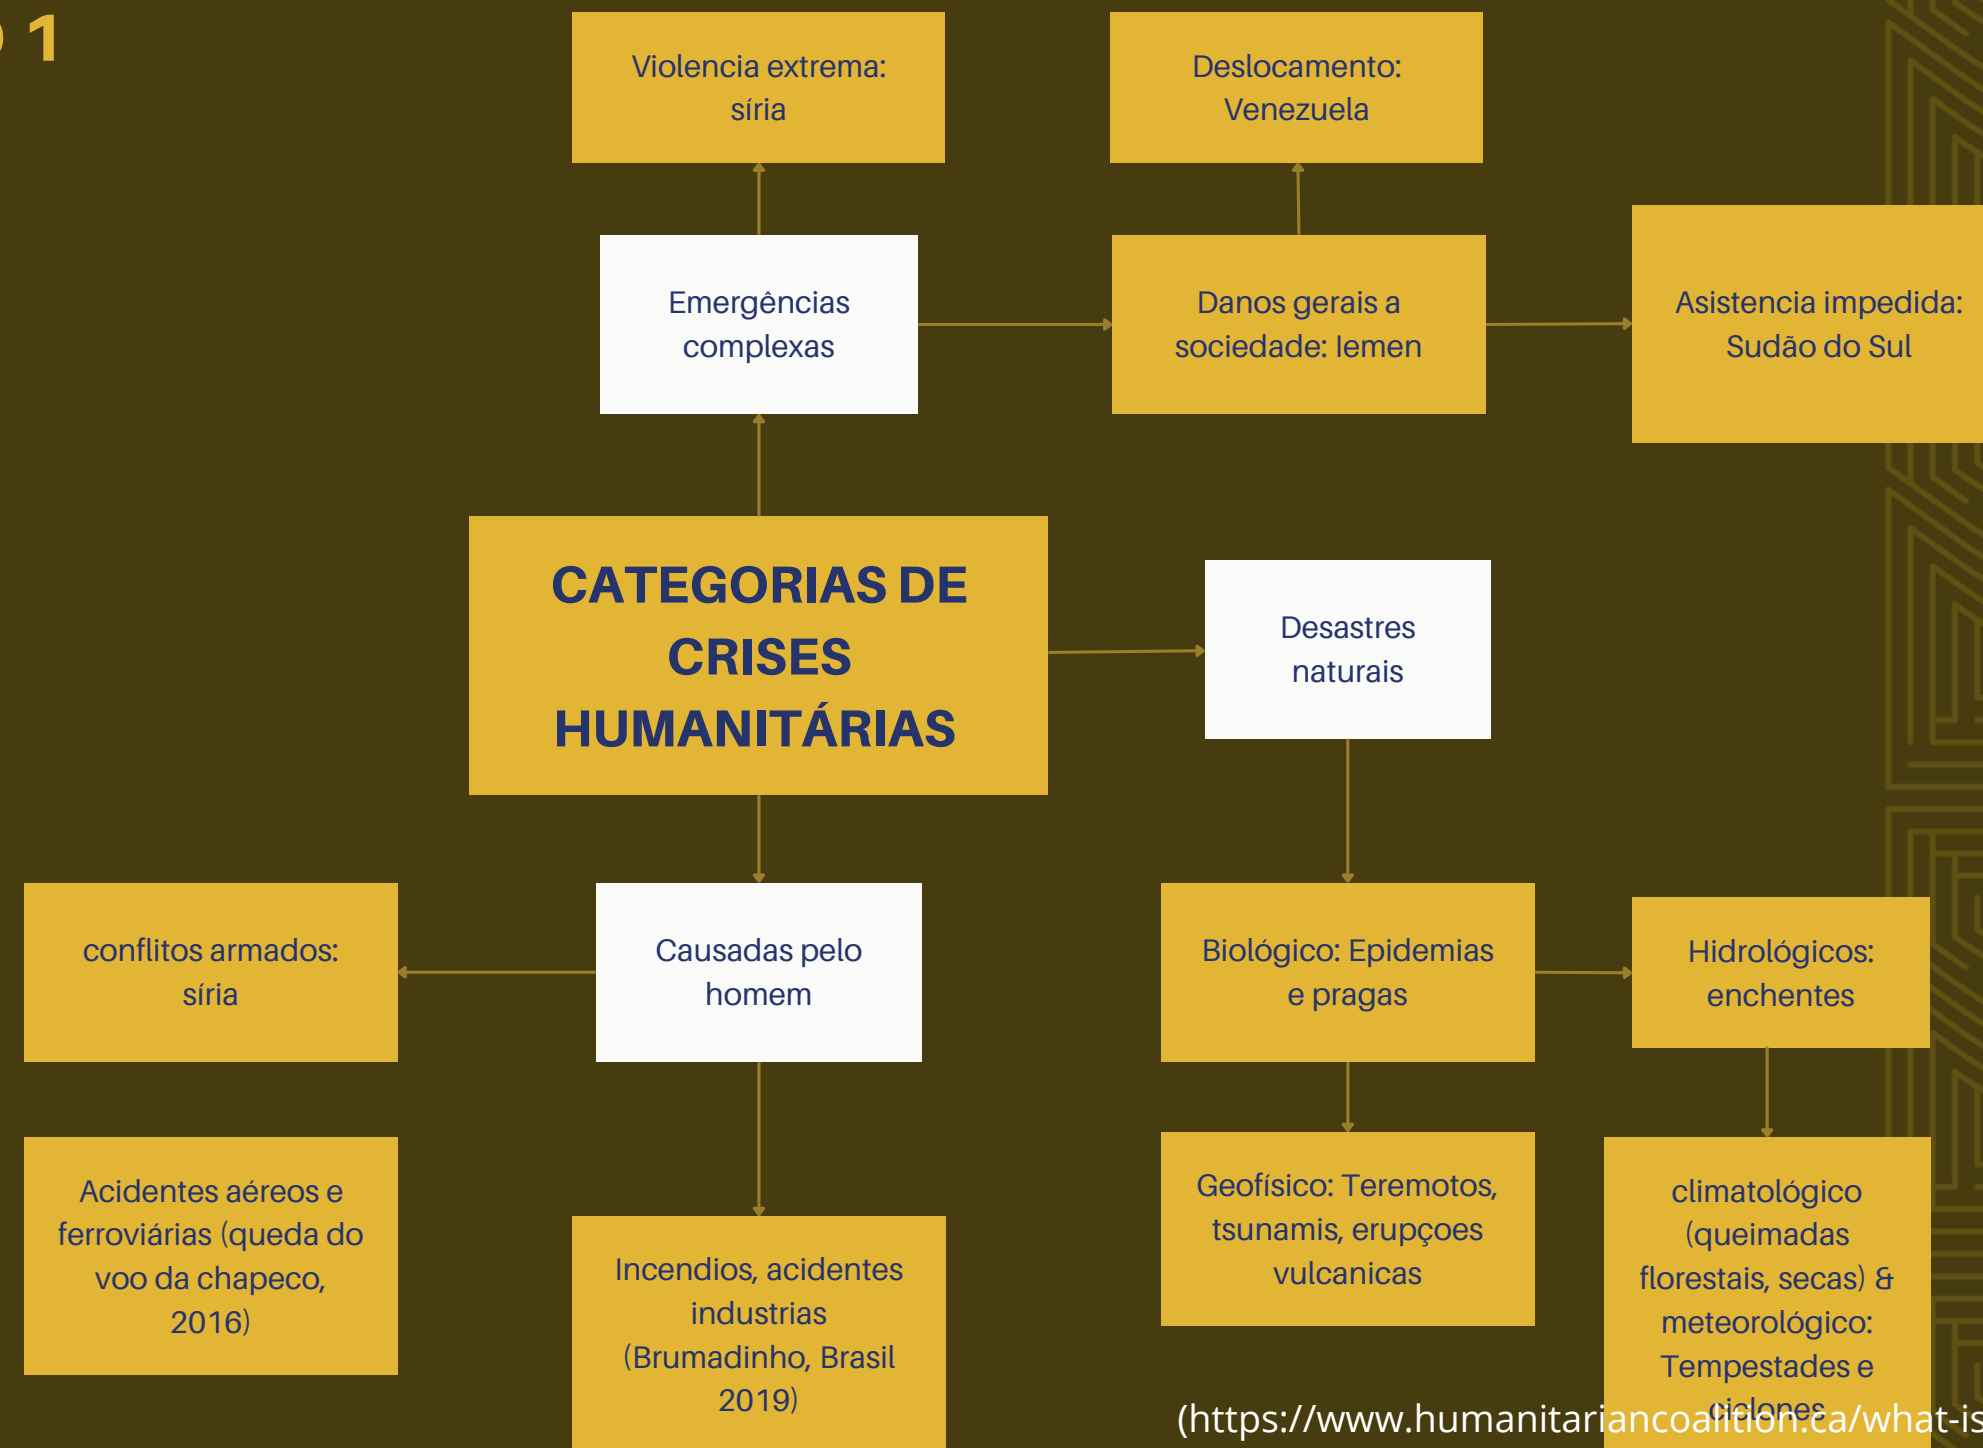 1
Violencia extrema:
síria
Deslocamento:
Venezuela
Emergências
complexas
Danos gerais a
sociedade: Iemen
Asistencia impedida:
Sudão do Sul
CATEGORIAS DE
CRISES
HUMANITÁRIAS
Desastres
naturais
conflitos armados:
síria
Causadas pelo
homem
Biológico: Epidemias
e pragas
Hidrológicos:
enchentes
Acidentes aéreos e
ferroviárias (queda do
voo da chapeco,
2016)
Incendios, acidentes
industrias
(Brumadinho, Brasil
2019)
Geofísico: Teremotos,
tsunamis, erupçoes
vulcanicas
climatológico
(queimadas
florestais, secas) &
meteorológico:
Tempestades e
ciclones
(https://www.humanitariancoalition.ca/what-is